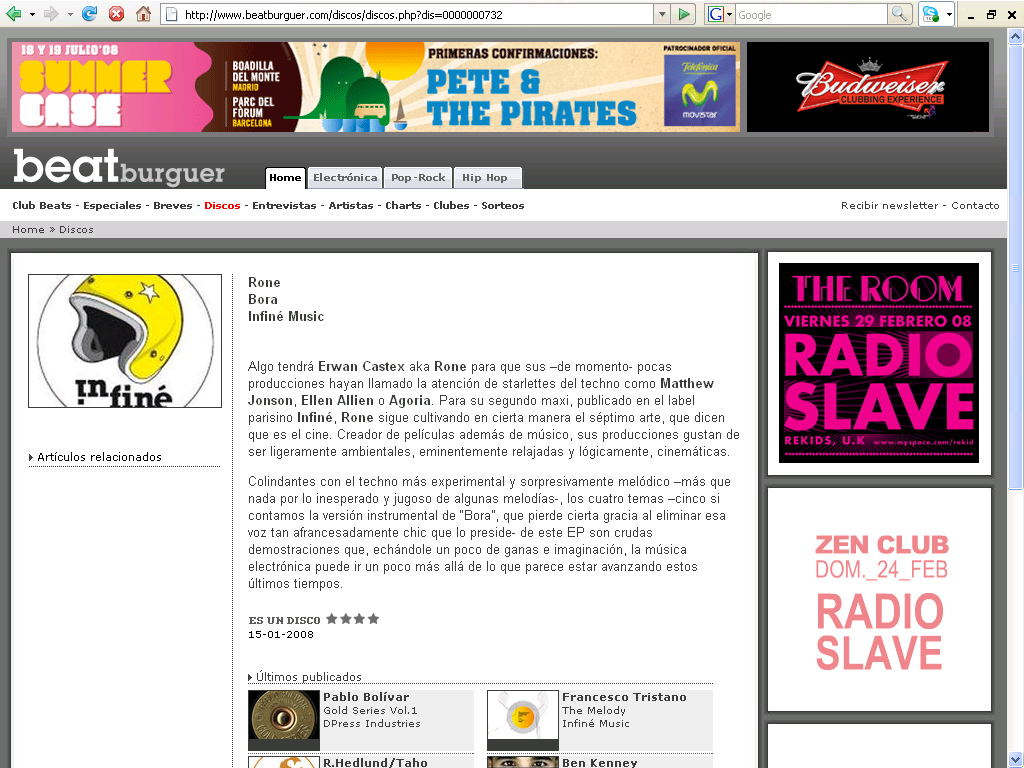 http://www.beatburguer.com/discos/discos.php?dis=0000000732
G
Google
18 Y 19 JULIO'08
SUMMER
CASE
BOADILLA
DEL MONTE
MADRID
PARC DEL
FÒRUM
BARCELONA
PRIMERAS CONFIRMACIONES:
PETE &
THE PIRATES
PATROCINADOR OFICIAL
Telefónica
movistar
Budweiser
CLUBBING EXPERIENCE
beatburguer
Home Electrónica Pop-Rock Hip Hop
Club Beats - Especiales - Breves - Discos - Entrevistas - Artistas - Charts - Clubes - Sorteos
Recibir newsletter - Contacto
Home » Discos
infiné
Artículos relacionados
Rone
Bora
Infiné Music
Algo tendrá Erwan Castex aka Rone para que sus –de momento- pocas
producciones hayan llamado la atención de starlettes del techno como Matthew
Jonson, Ellen Allien o Agoria. Para su segundo maxi, publicado en el label
parisino Infiné, Rone sigue cultivando en cierta manera el séptimo arte, que dicen
que es el cine. Creador de películas además de músico, sus producciones gustan de
ser ligeramente ambientales, eminentemente relajadas y lógicamente, cinemáticas.
Colindantes con el techno más experimental y sorpresivamente melódico –más que
nada por lo inesperado y jugoso de algunas melodías-, los cuatro temas –cinco si
contamos la versión instrumental de "Bora", que pierde cierta gracia al eliminar esa
voz tan afrancesadamente chic que lo preside- de este EP son crudas
demostraciones que, echándole un poco de ganas e imaginación, la música
electrónica puede ir un poco más allá de lo que parece estar avanzando estos
últimos tiempos.
ES UN DISCO ★★★★
15-01-2008
Últimos publicados
Pablo Bolívar
Gold Series Vol.1
DPress Industries
Francesco Tristano
The Melody
Infiné Music
R.Hedlund/Taho
Ben Kenney
THE ROOM
VIERNES 29 FEBRERO 08
RADIO
SLAVE
REKIDS, U.K www.myspace.com/rekid
ZEN CLUB
DOM._24_FEB
RADIO
SLAVE